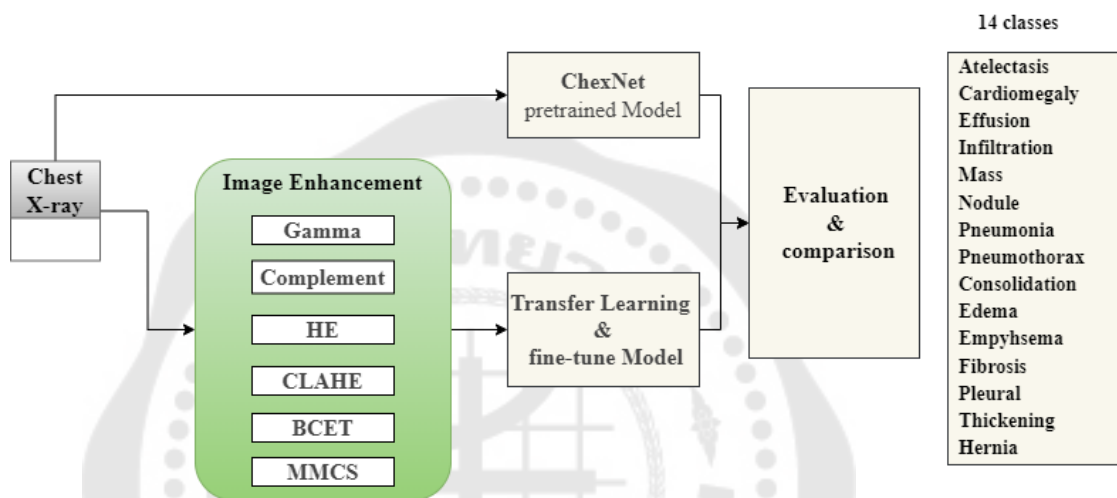 14 classes
ChexNet
pretrained Model
Atelectasis
Cardiomegaly
Effusion
Infiltration
Mass
Nodule
Pneumonia
Pneumothorax
Consolidation
Edema
Empyhsema
Fibrosis
Pleural
Thickening
Hernia
Chest
X-ray
Image Enhancement
Gamma
Complement
HE
CLAHE
BCET
MMCS
Transfer Learning
&
fine-tune Model
Evaluation
&
comparison